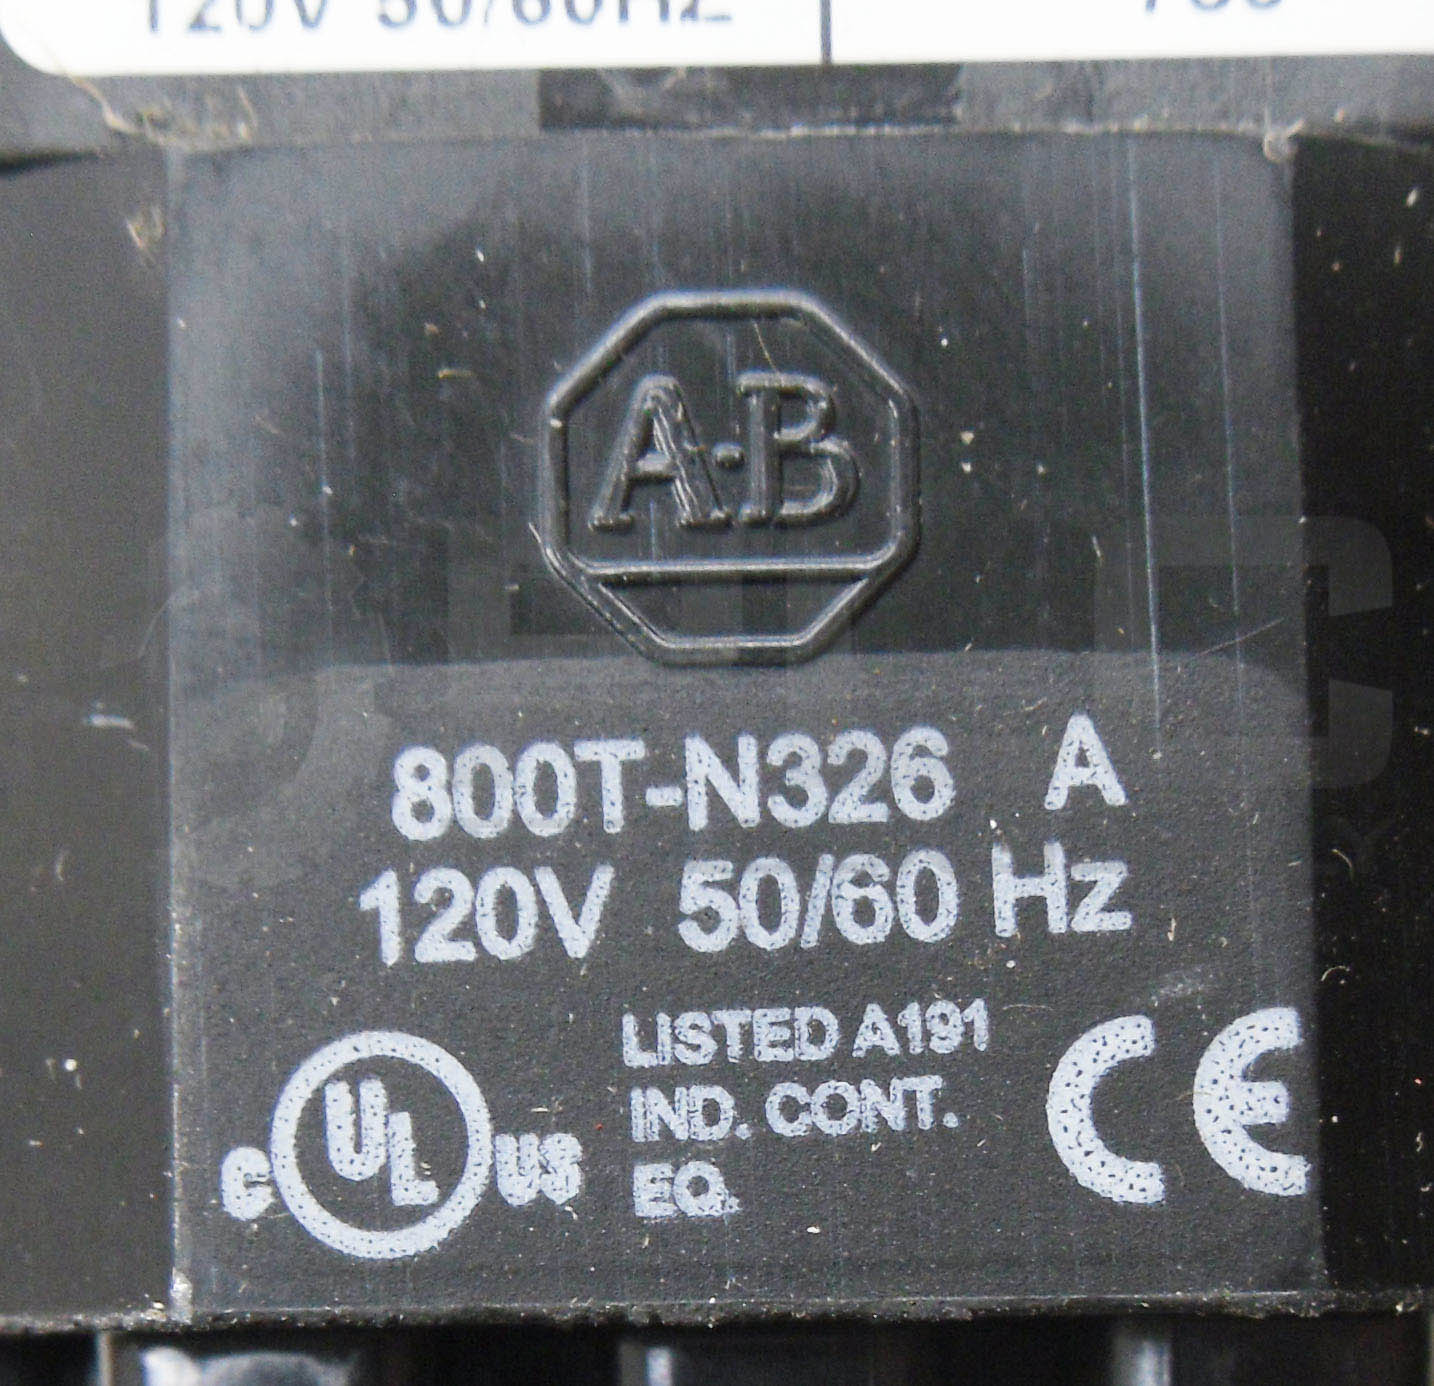 120V 50/60HZ
A·B
800T-N326 A
120V 50/60 Hz
LISTED A191
IND. CONT.
EQ.
C UL US
CE